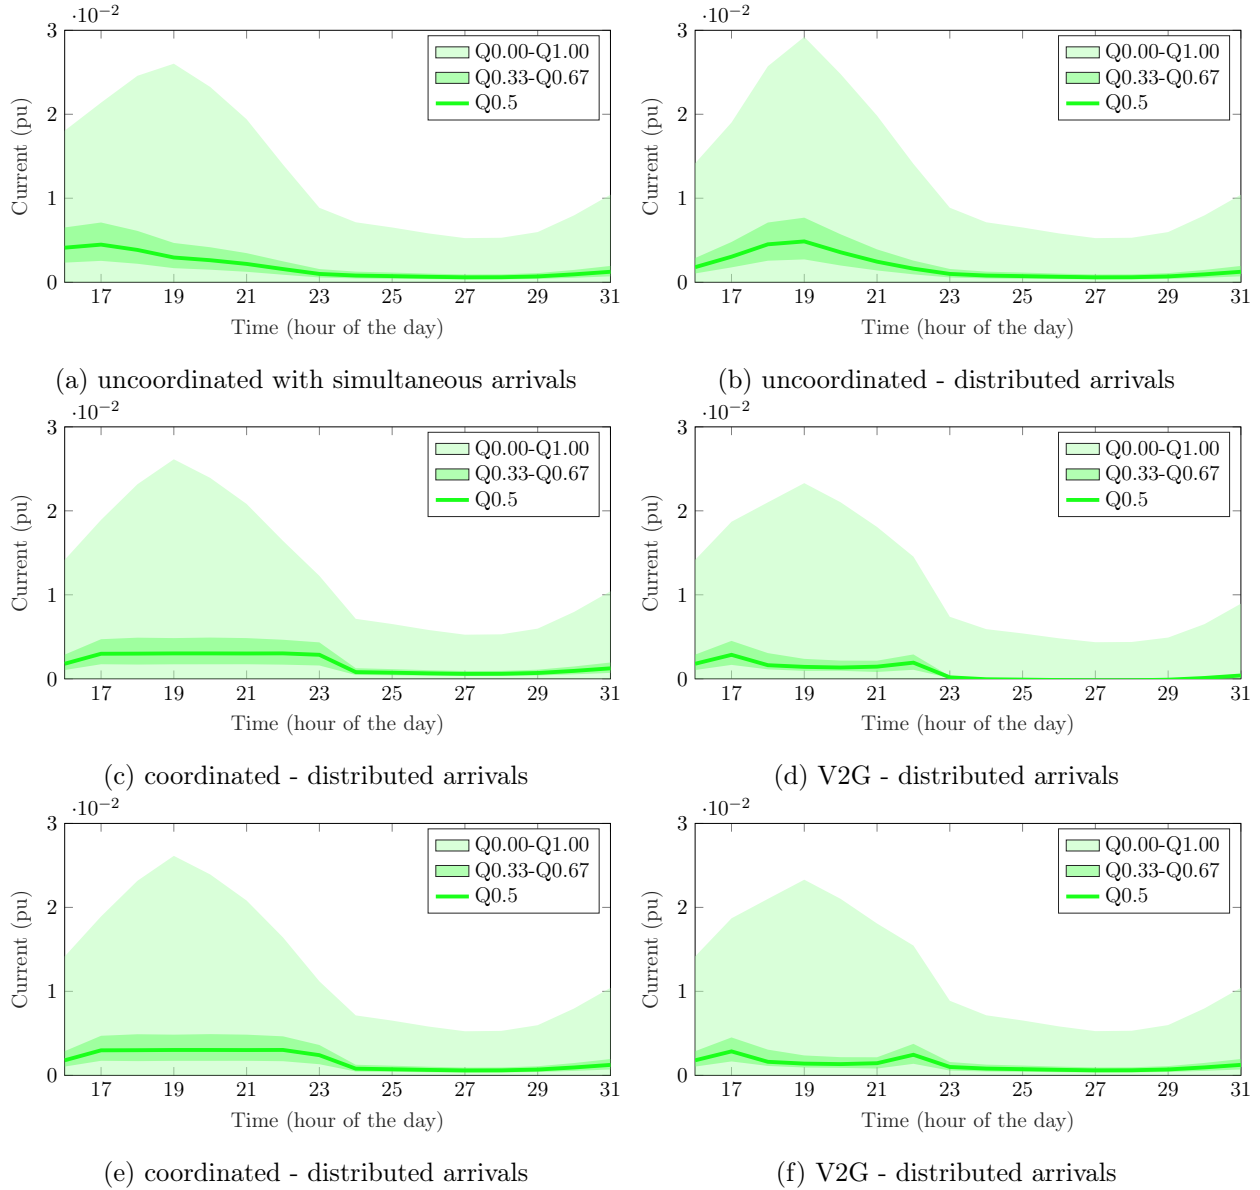 ·10−2
3
2
1
0
Current (pu)
Q0.00-Q1.00
Q0.33-Q0.67
Q0.5
17 19 21 23 25 27 29 31
Time (hour of the day)
(a) uncoordinated with simultaneous arrivals
·10−2
3
2
1
0
Current (pu)
Q0.00-Q1.00
Q0.33-Q0.67
Q0.5
17 19 21 23 25 27 29 31
Time (hour of the day)
(b) uncoordinated - distributed arrivals
·10−2
3
2
1
0
Current (pu)
Q0.00-Q1.00
Q0.33-Q0.67
Q0.5
17 19 21 23 25 27 29 31
Time (hour of the day)
(c) coordinated - distributed arrivals
·10−2
3
2
1
0
Current (pu)
Q0.00-Q1.00
Q0.33-Q0.67
Q0.5
17 19 21 23 25 27 29 31
Time (hour of the day)
(d) V2G - distributed arrivals
·10−2
3
2
1
0
Current (pu)
Q0.00-Q1.00
Q0.33-Q0.67
Q0.5
17 19 21 23 25 27 29 31
Time (hour of the day)
(e) coordinated - distributed arrivals
·10−2
3
2
1
0
Current (pu)
Q0.00-Q1.00
Q0.33-Q0.67
Q0.5
17 19 21 23 25 27 29 31
Time (hour of the day)
(f) V2G - distributed arrivals